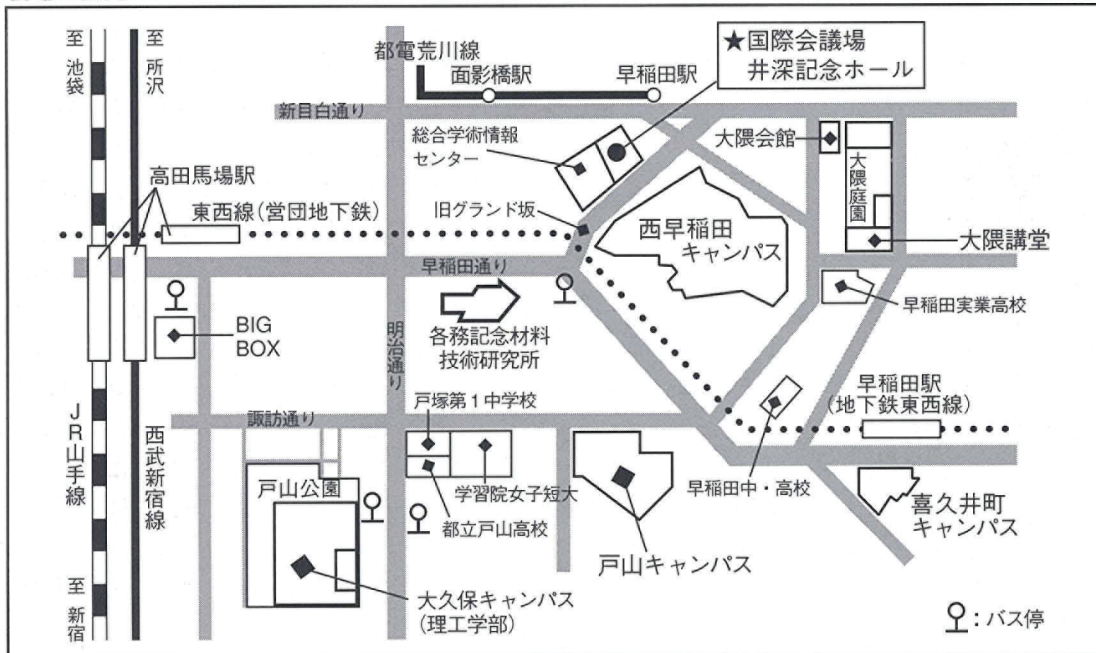 至 池袋
至 所沢
都電荒川線
面影橋駅
早稲田駅
★国際会議場
井深記念ホール
新目白通り
総合学術情報
センター
大隈会館
大隈庭園
高田馬場駅
東西線(営団地下鉄)
旧グランド坂
西早稲田
キャンパス
大隈講堂
早稲田通り
早稲田実業高校
BIG
BOX
明治通り
各務記念材料
技術研究所
戸塚第1中学校
早稲田駅
(地下鉄東西線)
諏訪通り
JR山手線
西武新宿線
戸山公園
学習院女子短大
都立戸山高校
早稲田中・高校
喜久井町
キャンパス
戸山キャンパス
大久保キャンパス
(理工学部)
至 新宿
:バス停